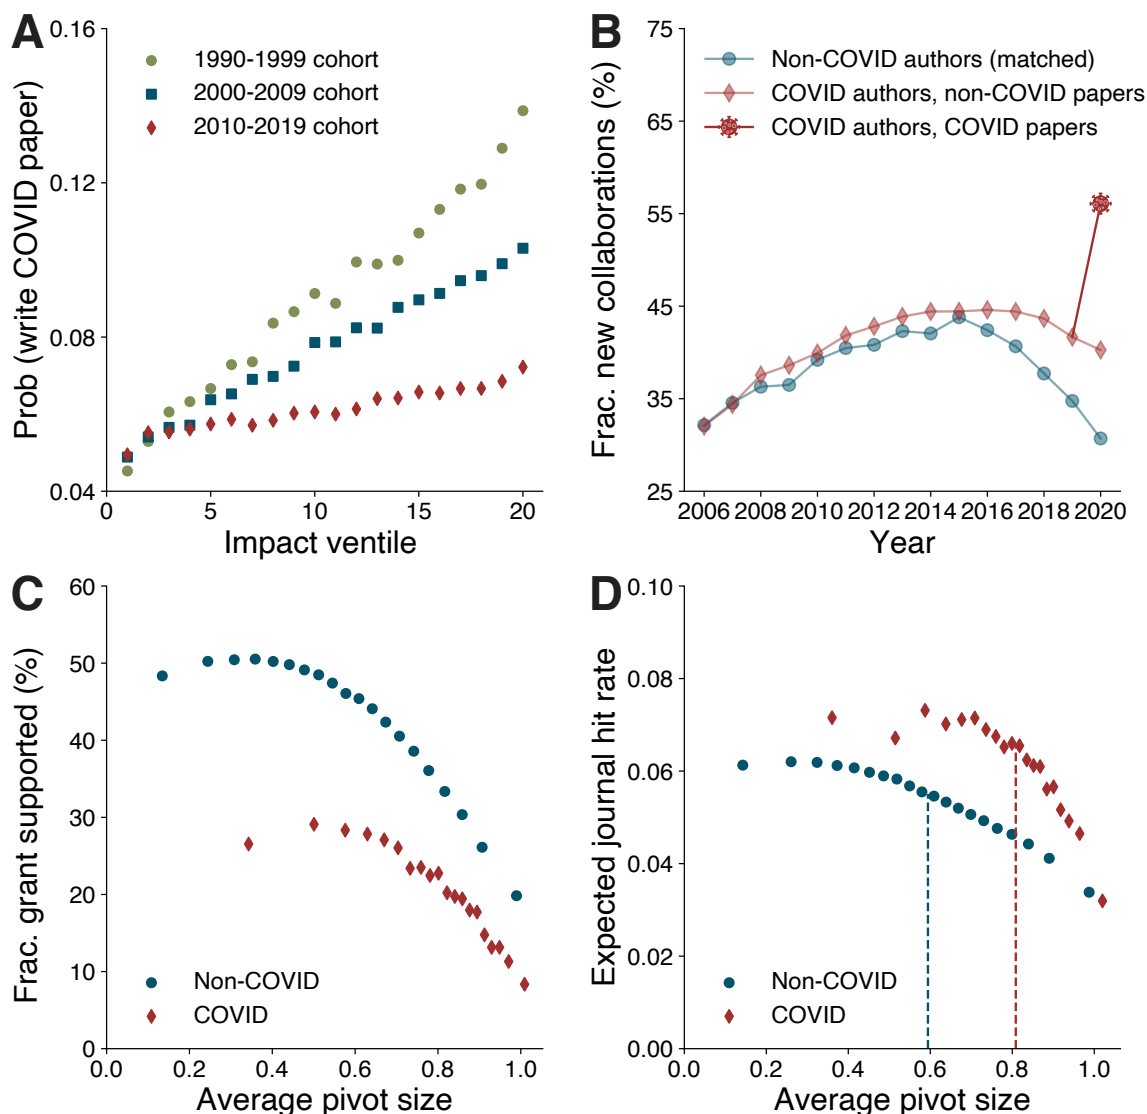 A
Prob (write COVID paper)
0.16
0.12
0.08
0.04
1990-1999 cohort
2000-2009 cohort
2010-2019 cohort
0
5
10
15
20
Impact ventile
B
Frac. new collaborations (%)
75
65
55
45
35
25
Non-COVID authors (matched)
COVID authors, non-COVID papers
COVID authors, COVID papers
2006 2008 2010 2012 2014 2016 2018 2020
Year
C
Frac. grant supported (%)
60
50
40
30
20
10
0
Non-COVID
COVID
0.0
0.2
0.4
0.6
0.8
1.0
Average pivot size
D
Expected journal hit rate
0.10
0.08
0.06
0.04
0.02
0.00
Non-COVID
COVID
0.0
0.2
0.4
0.6
0.8
1.0
Average pivot size